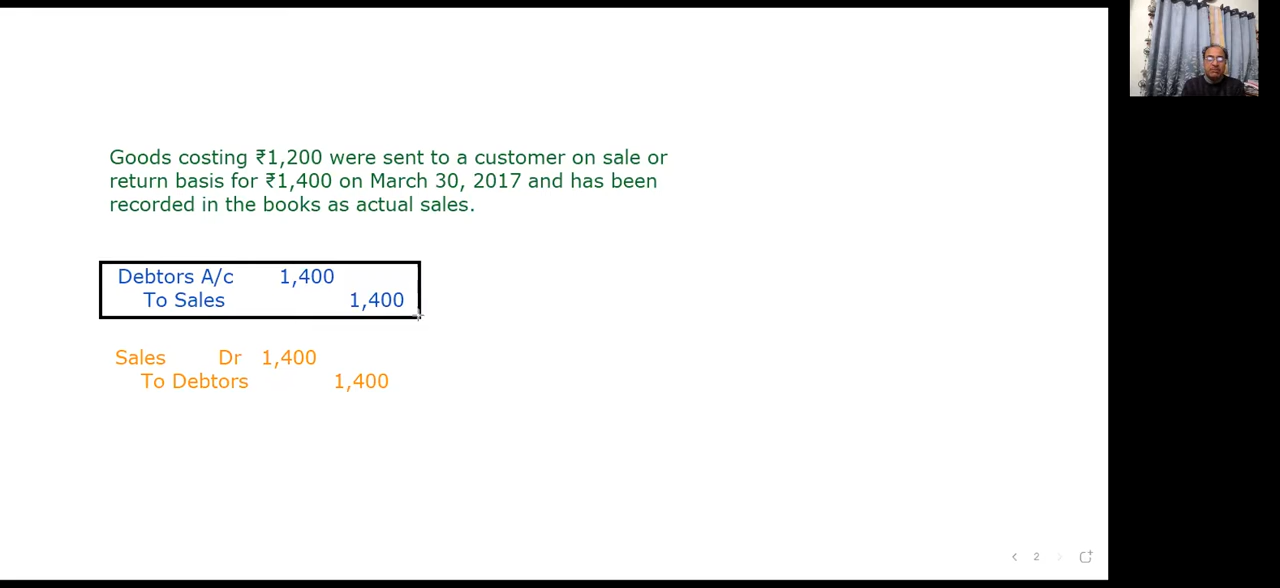 Goods costing ₹1,200 were sent to a customer on sale or
return basis for ₹1,400 on March 30, 2017 and has been
recorded in the books as actual sales.
Debtors A/c 1,400
To Sales 1,400
Sales Dr 1,400
To Debtors 1,400
2